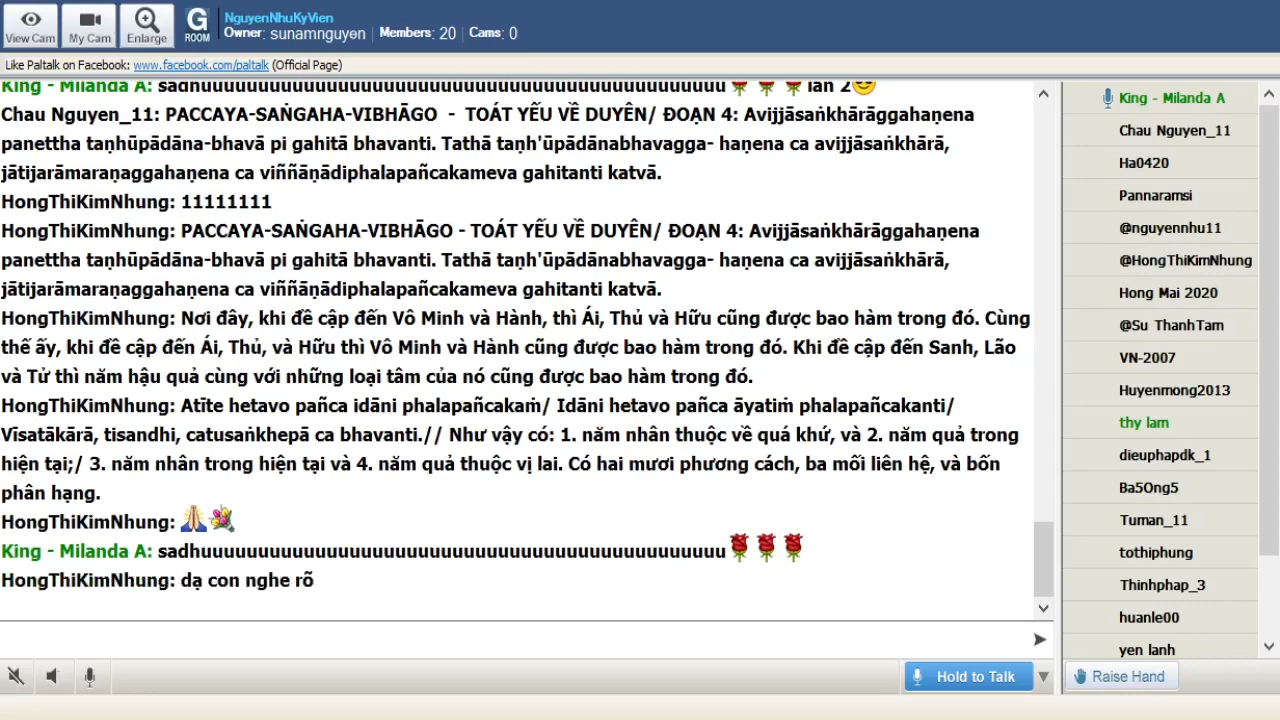 View Cam
My Cam
Enlarge
G
ROOM
NguyenNhuKyVien
Owner: sunamnguyen | Members: 20 | Cams: 0
Like Paltalk on Facebook: www.facebook.com/paltalk (Official Page)
King - Milanda A: sadhuuuuuuuuuuuuuuuuuuuuuuuuuuuuuuuuuuuuuuuuuuuuuu lan 2
Chau Nguyen_11: PACCAYA-SAṄGAHA-VIBHĀGO - TOÁT YẾU VỀ DUYÊN/ ĐOẠN 4: Avijjāsaṅkhārāggahaṇena
panettha taṇhūpādāna-bhavā pi gahitā bhavanti. Tathā taṇh'ūpādānabhavagga- haṇena ca avijjāsaṅkhārā,
jātijarāmaraṇaggahaṇena ca viññāṇādiphalapañcakameva gahitanti katvā.
HongThiKimNhung: 11111111
HongThiKimNhung: PACCAYA-SAṄGAHA-VIBHĀGO - TOÁT YẾU VỀ DUYÊN/ ĐOẠN 4: Avijjāsaṅkhārāggahaṇena
panettha taṇhūpādāna-bhavā pi gahitā bhavanti. Tathā taṇh'ūpādānabhavagga- haṇena ca avijjāsaṅkhārā,
jātijarāmaraṇaggahaṇena ca viññāṇādiphalapañcakameva gahitanti katvā.
HongThiKimNhung: Nơi đây, khi đề cập đến Vô Minh và Hành, thì Ái, Thủ và Hữu cũng được bao hàm trong đó. Cùng
thế ấy, khi đề cập đến Ái, Thủ, và Hữu thì Vô Minh và Hành cũng được bao hàm trong đó. Khi đề cập đến Sanh, Lão
và Tử thì năm hậu quả cùng với những loại tâm của nó cũng được bao hàm trong đó.
HongThiKimNhung: Atīte hetavo pañca idāni phalapañcakaṁ/ Idāni hetavo pañca āyatiṁ phalapañcakanti/
Vīsatākārā, tisandhi, catusaṅkhepā ca bhavanti.// Như vậy có: 1. năm nhân thuộc về quá khứ, và 2. năm quả trong
hiện tại;/ 3. năm nhân trong hiện tại và 4. năm quả thuộc vị lai. Có hai mươi phương cách, ba mối liên hệ, và bốn
phân hạng.
HongThiKimNhung:
King - Milanda A: sadhuuuuuuuuuuuuuuuuuuuuuuuuuuuuuuuuuuuuuuuuuuuuuu
HongThiKimNhung: dạ con nghe rõ
King - Milanda A
Chau Nguyen_11
Ha0420
Pannaramsi
@nguyennhu11
@HongThiKimNhung
Hong Mai 2020
@Su ThanhTam
VN-2007
Huyenmong2013
thy lam
dieuphapdk_1
Ba5Ong5
Tuman_11
tothiphung
Thinhphap_3
huanle00
yen lanh
Hold to Talk
Raise Hand